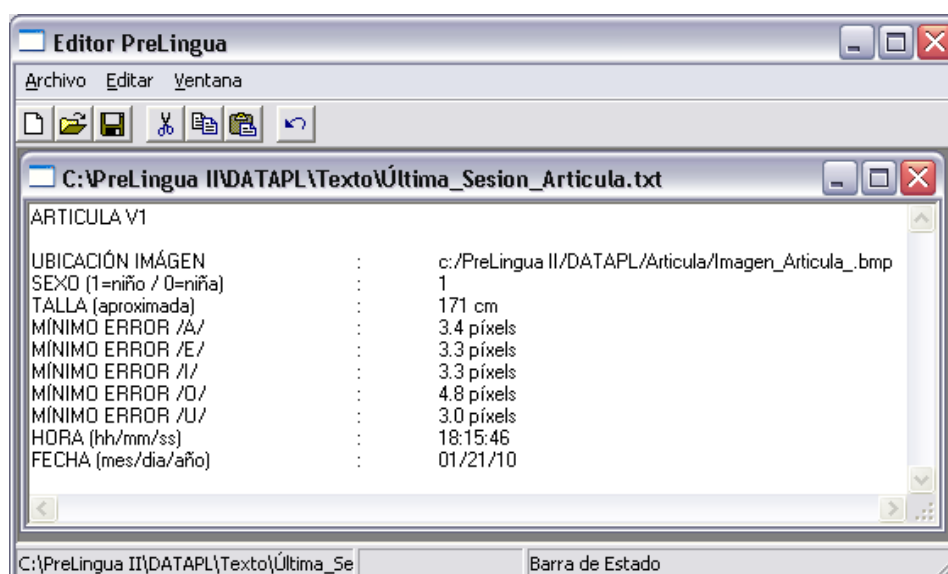 Editor PreLingua
Archivo Editar Ventana
C:\PreLingua II\DATAPL\Texto\Última_Sesion_Articula.txt
ARTICULA V1
UBICACIÓN IMÁGEN : c:/PreLingua II/DATAPL/Articula/Imagen_Articula_.bmp
SEXO (1=niño / 0=niña) : 1
TALLA (aproximada) : 171 cm
MÍNIMO ERROR /A/ : 3.4 píxels
MÍNIMO ERROR /E/ : 3.3 píxels
MÍNIMO ERROR /I/ : 3.3 píxels
MÍNIMO ERROR /O/ : 4.8 píxels
MÍNIMO ERROR /U/ : 3.0 píxels
HORA (hh/mm/ss) : 18:15:46
FECHA (mes/dia/año) : 01/21/10
C:\PreLingua II\DATAPL\Texto\Última_Se Barra de Estado